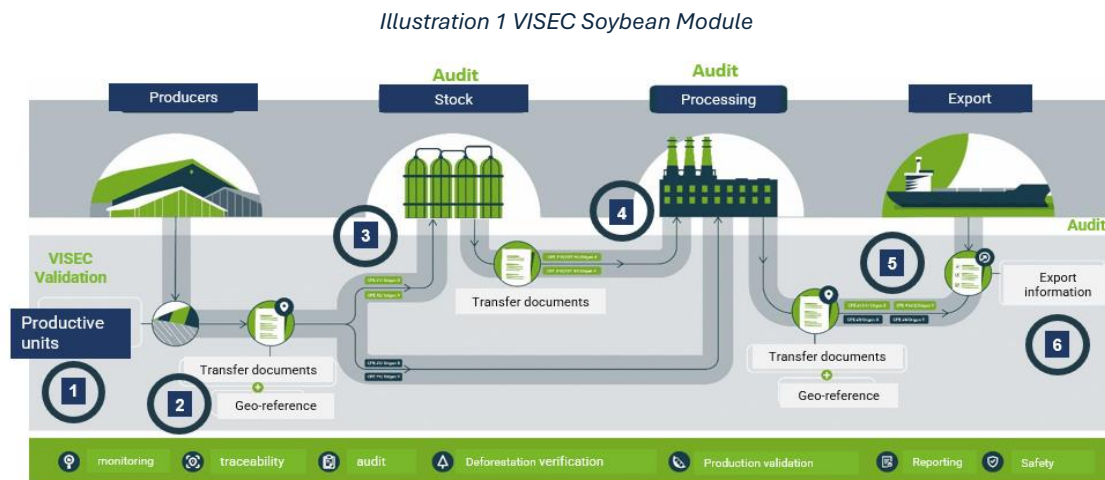 Illustration 1 VISEC Soybean Module
Audit
Audit
Producers
Stock
Processing
Export
3
4
Audit
VISEC
Validation
5
Transfer documents
Export
information
Productive
units
6
1
2
Transfer documents
Geo-reference
Transfer documents
Geo-reference
monitoring
traceability
audit
Deforestation verification
Production validation
Reporting
Safety